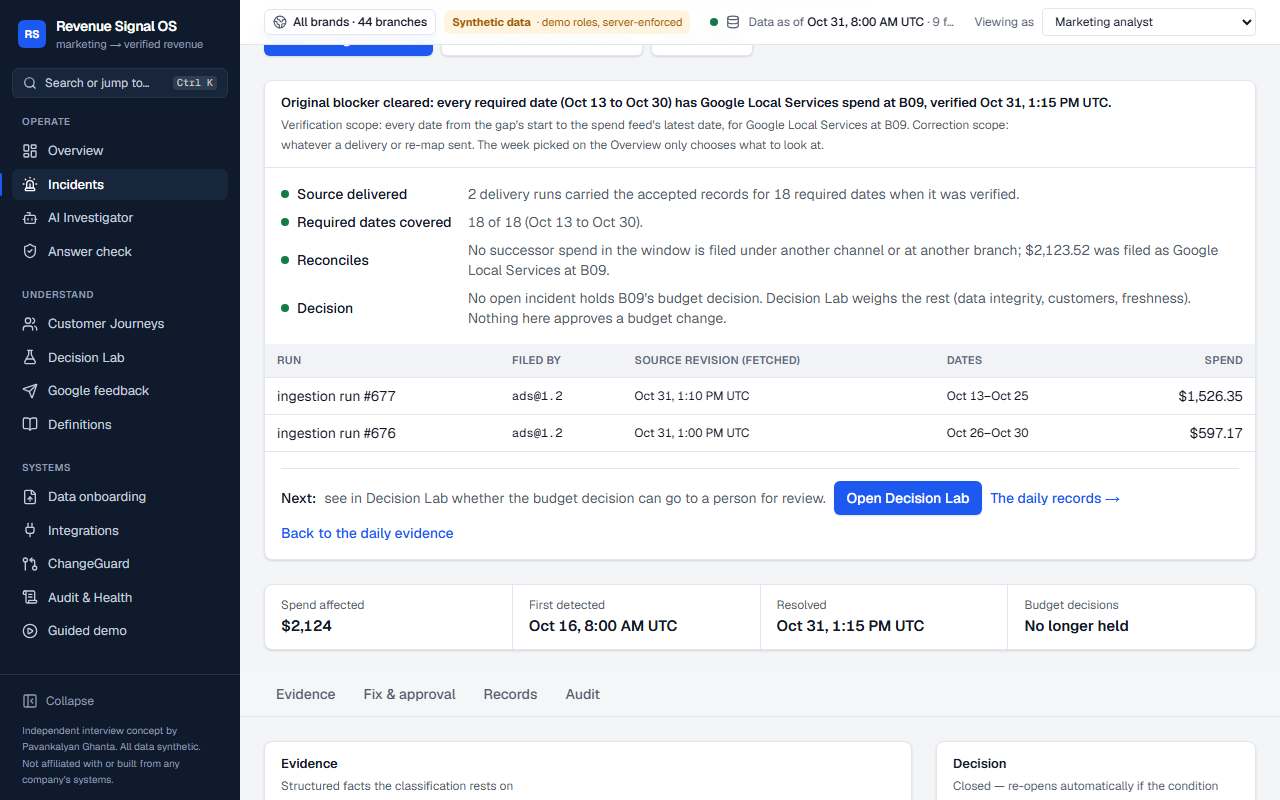 RS
Revenue Signal OS
marketing → verified revenue
Search or jump to...
Ctrl K
OPERATE
Overview
Incidents
AI Investigator
Answer check
UNDERSTAND
Customer Journeys
Decision Lab
Google feedback
Definitions
SYSTEMS
Data onboarding
Integrations
ChangeGuard
Audit & Health
Guided demo
Collapse
Independent interview concept by
Pavankalyan Ghanta. All data synthetic.
Not affiliated with or built from any
company's systems.
All brands · 44 branches
Synthetic data · demo roles, server-enforced
Data as of Oct 31, 8:00 AM UTC · 9 f...
Viewing as
Marketing analyst
Original blocker cleared: every required date (Oct 13 to Oct 30) has Google Local Services spend at B09, verified Oct 31, 1:15 PM UTC.
Verification scope: every date from the gap's start to the spend feed's latest date, for Google Local Services at B09. Correction scope:
whatever a delivery or re-map sent. The week picked on the Overview only chooses what to look at.
Source delivered
2 delivery runs carried the accepted records for 18 required dates when it was verified.
Required dates covered
18 of 18 (Oct 13 to Oct 30).
Reconciles
No successor spend in the window is filed under another channel or at another branch; $2,123.52 was filed as Google
Local Services at B09.
Decision
No open incident holds B09's budget decision. Decision Lab weighs the rest (data integrity, customers, freshness).
Nothing here approves a budget change.
RUN FILED BY SOURCE REVISION (FETCHED) DATES SPEND
ingestion run #677 ads@1.2 Oct 31, 1:10 PM UTC Oct 13–Oct 25 $1,526.35
ingestion run #676 ads@1.2 Oct 31, 1:00 PM UTC Oct 26–Oct 30 $597.17
Next: see in Decision Lab whether the budget decision can go to a person for review. Open Decision Lab The daily records →
Back to the daily evidence
Spend affected
$2,124
First detected
Oct 16, 8:00 AM UTC
Resolved
Oct 31, 1:15 PM UTC
Budget decisions
No longer held
Evidence Fix & approval Records Audit
Evidence
Structured facts the classification rests on
Decision
Closed — re-opens automatically if the condition